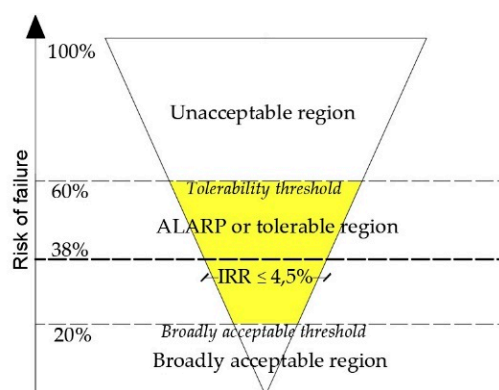 100%
Unacceptable region
Tolerability threshold
60%
ALARP or tolerable region
38%
IRR ≤ 4,5%
Broadly acceptable threshold
20%
Broadly acceptable region
Risk of failure